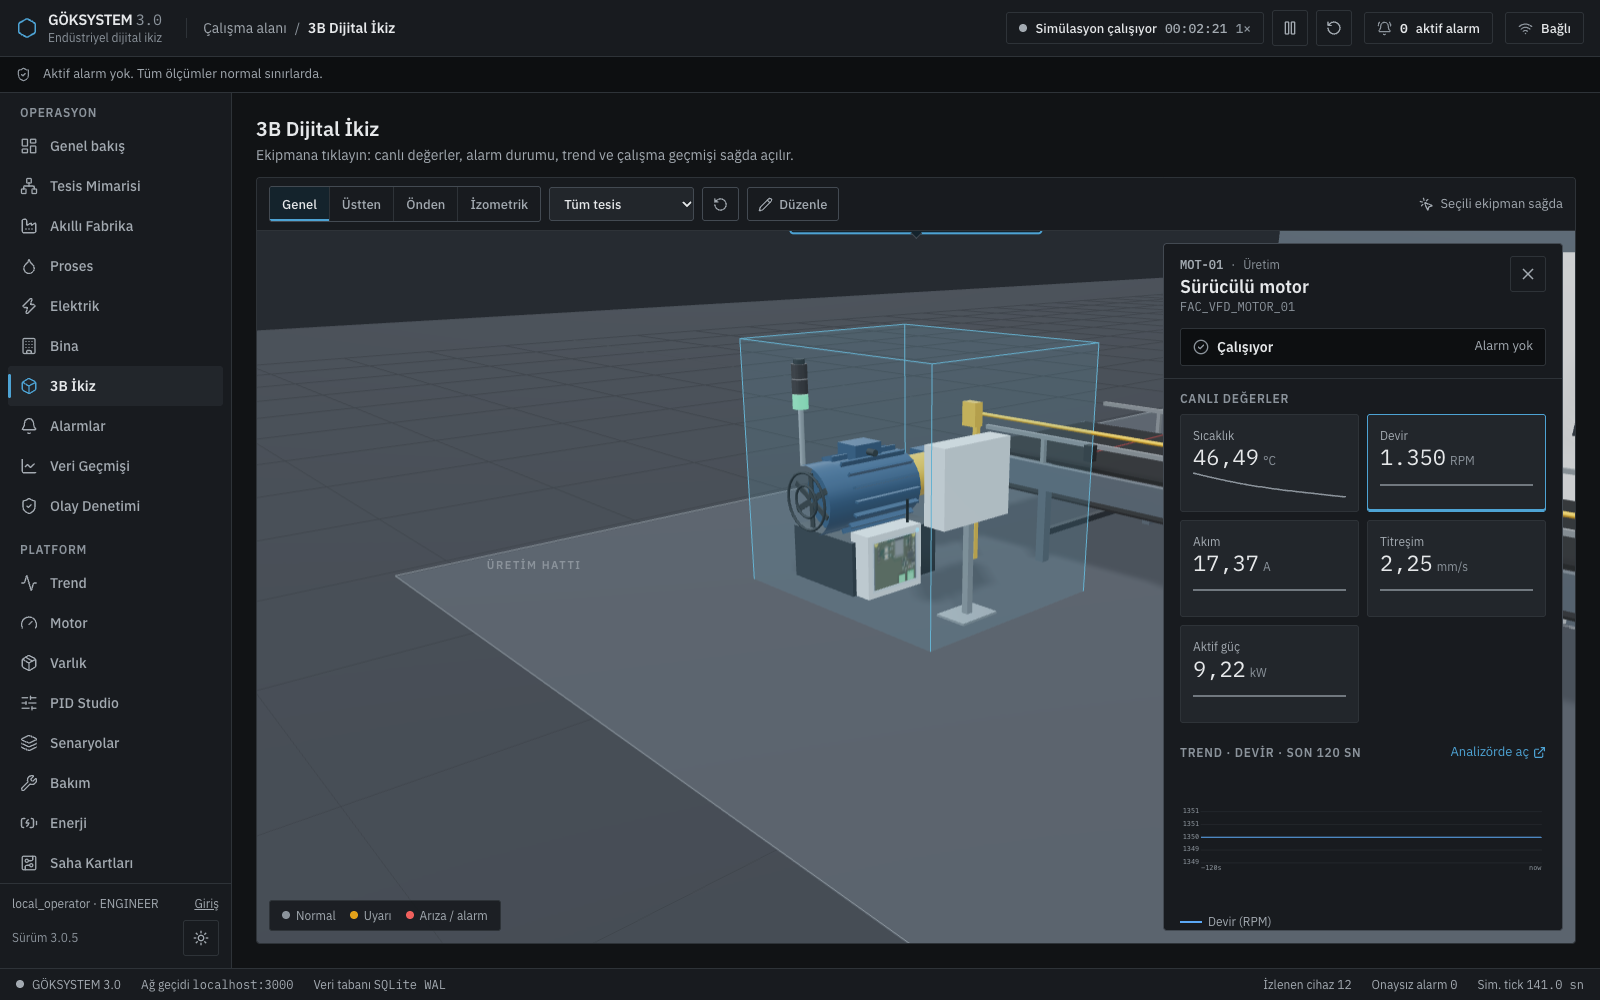 GÖKSYSTEM 3.0
Endüstriyel dijital ikiz
Çalışma alanı / 3B Dijital İkiz
Simülasyon çalışıyor 00:02:21 1×
0 aktif alarm
Bağlı
Aktif alarm yok. Tüm ölçümler normal sınırlarda.
OPERASYON
Genel bakış
Tesis Mimarisi
Akıllı Fabrika
Proses
Elektrik
Bina
3B İkiz
Alarmlar
Veri Geçmişi
Olay Denetimi
PLATFORM
Trend
Motor
Varlık
PID Studio
Senaryolar
Bakım
Enerji
Saha Kartları
local_operator · ENGINEER Giriş
Sürüm 3.0.5
3B Dijital İkiz
Ekipmana tıklayın: canlı değerler, alarm durumu, trend ve çalışma geçmişi sağda açılır.
Genel Üstten Önden İzometrik
Tüm tesis
Düzenle
Seçili ekipman sağda
ÜRETİM HATTI
Normal Uyarı Arıza / alarm
MOT-01 · Üretim
Sürücülü motor
FAC_VFD_MOTOR_01
Çalışıyor Alarm yok
CANLI DEĞERLER
Sıcaklık
46,49 °C
Devir
1.350 RPM
Akım
17,37 A
Titreşim
2,25 mm/s
Aktif güç
9,22 kW
TREND · DEVİR · SON 120 SN Analizörde aç
1351
1351
1350
1349
1349
−120s now
Devir (RPM)
GÖKSYSTEM 3.0 Ağ geçidi localhost:3000 Veri tabanı SQLite WAL İzlenen cihaz 12 Onaysız alarm 0 Sim. tick 141.0 sn